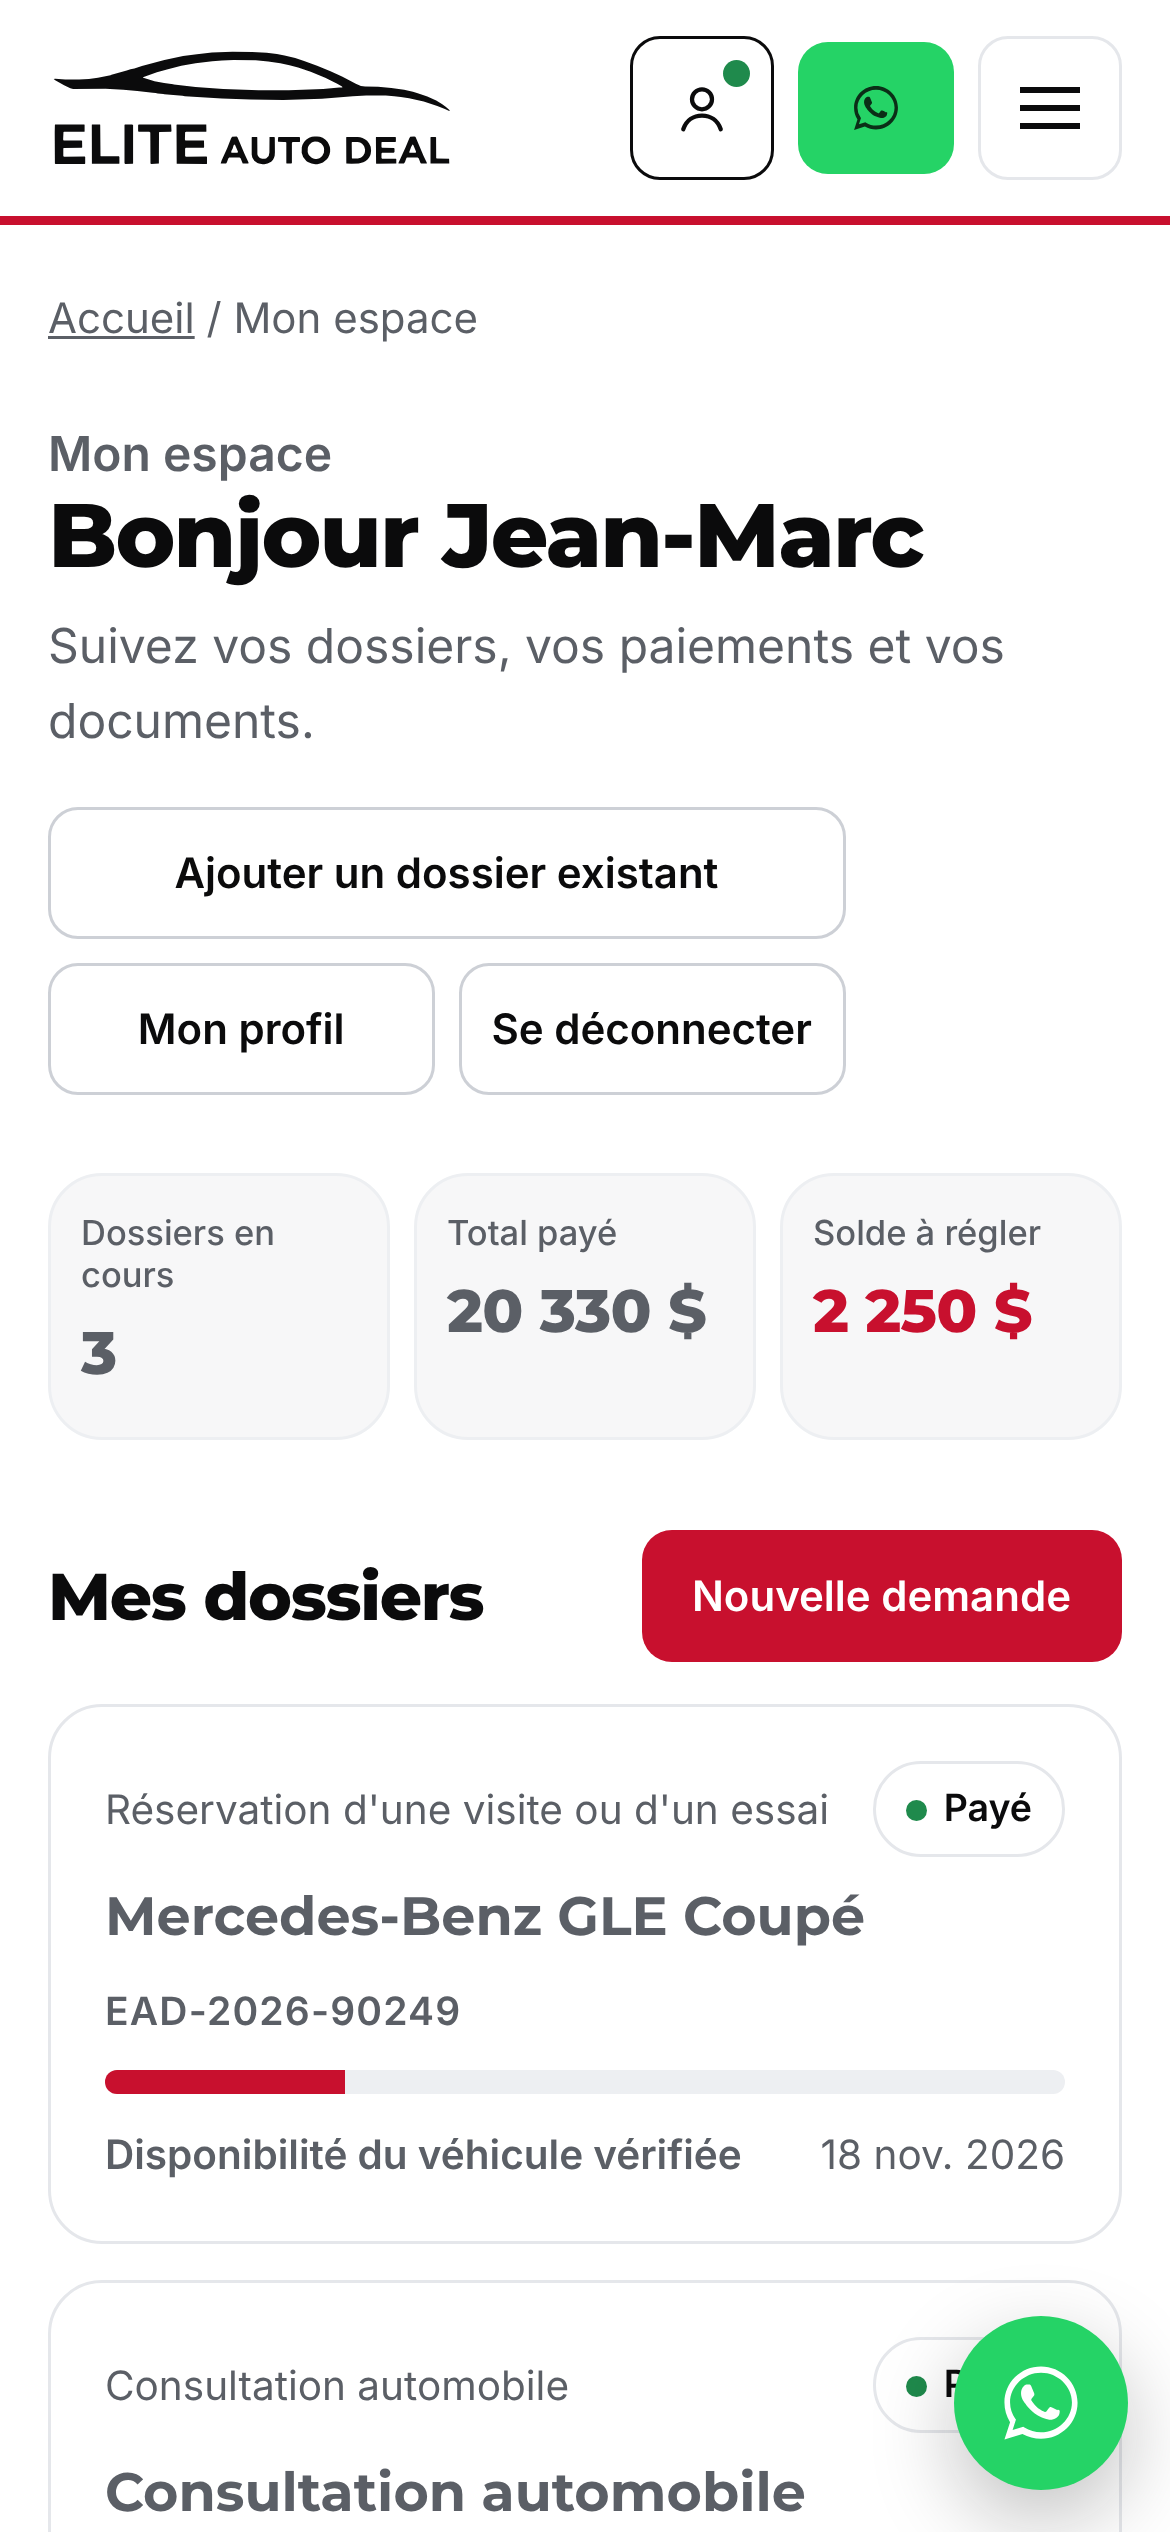 ELITE AUTO DEAL
Accueil / Mon espace
Mon espace
Bonjour Jean-Marc
Suivez vos dossiers, vos paiements et vos
documents.
Ajouter un dossier existant
Mon profil
Se déconnecter
Dossiers en
cours
3
Total payé
20 330 $
Solde à régler
2 250 $
Mes dossiers
Nouvelle demande
Réservation d'une visite ou d'un essai
Payé
Mercedes-Benz GLE Coupé
EAD-2026-90249
Disponibilité du véhicule vérifiée
18 nov. 2026
Consultation automobile
Consultation automobile